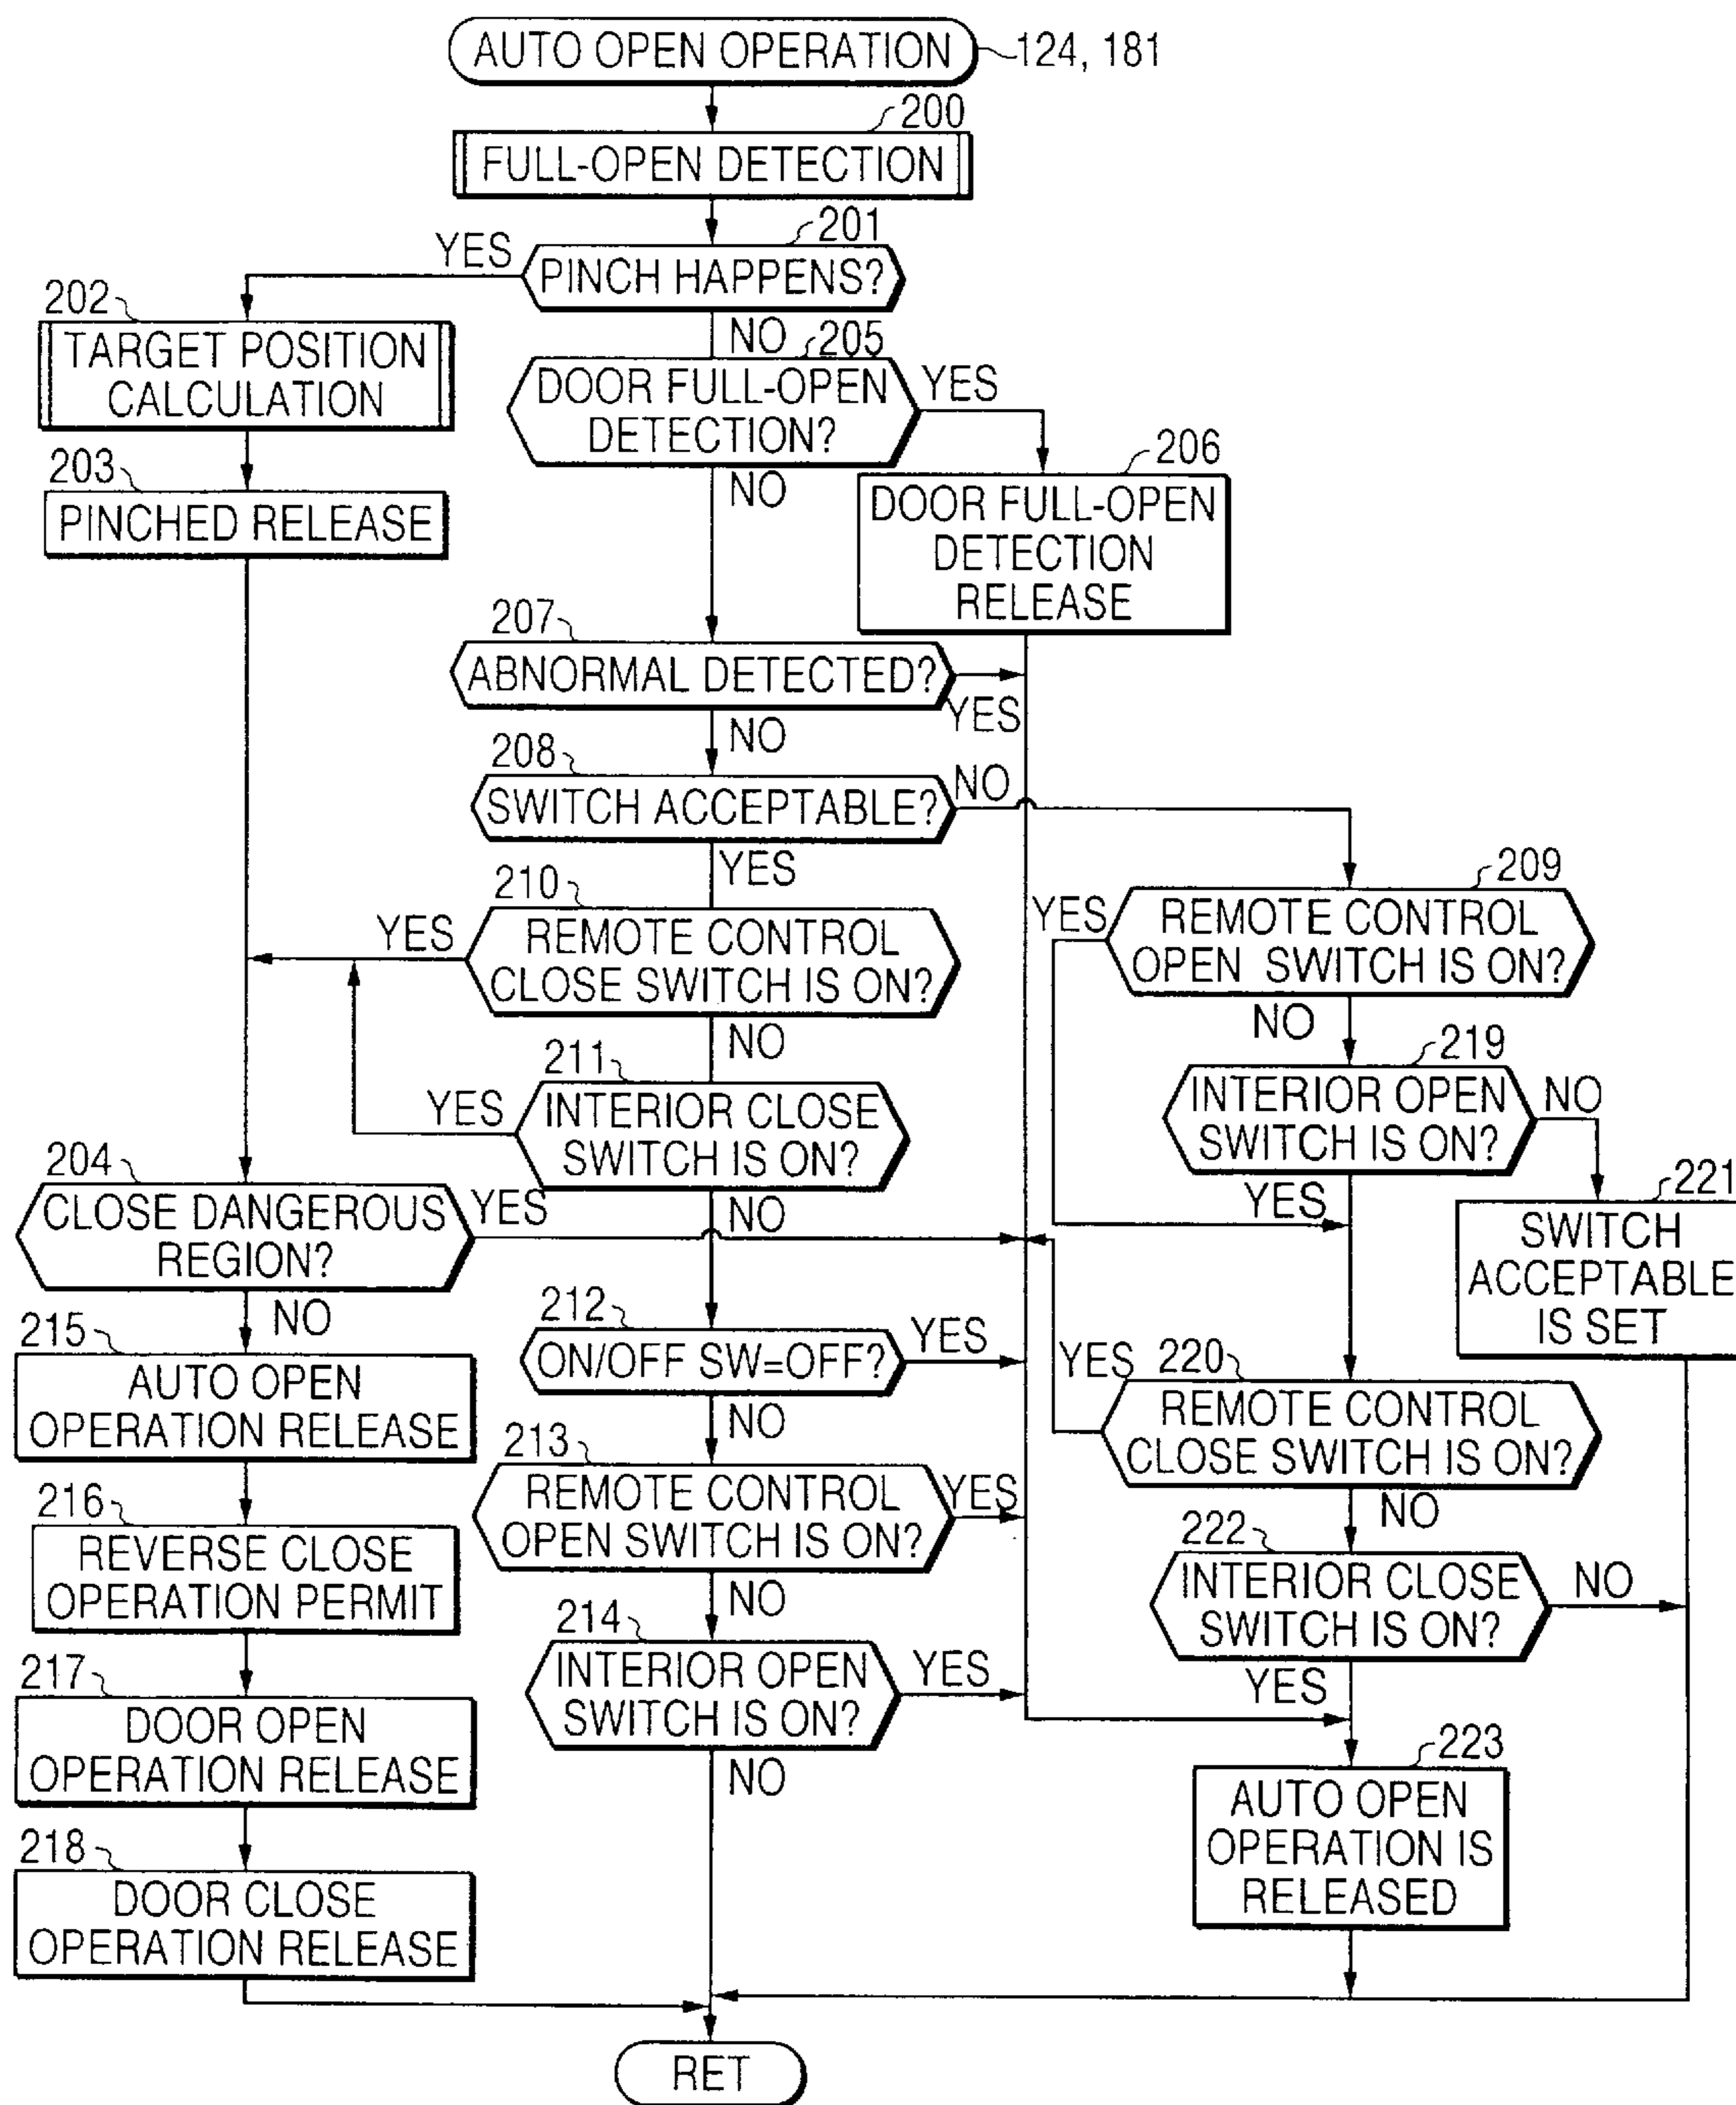 AUTO OPEN OPERATION
124, 181
200
FULL-OPEN DETECTION
201
YES
PINCH HAPPENS?
NO
202
TARGET POSITION
CALCULATION
205
DOOR FULL-OPEN
DETECTION?
YES
NO
203
PINCHED RELEASE
206
DOOR FULL-OPEN
DETECTION
RELEASE
207
ABNORMAL DETECTED?
YES
NO
208
SWITCH ACCEPTABLE?
NO
YES
210
YES
REMOTE CONTROL
CLOSE SWITCH IS ON?
NO
209
YES
REMOTE CONTROL
OPEN SWITCH IS ON?
NO
211
YES
INTERIOR CLOSE
SWITCH IS ON?
NO
219
INTERIOR OPEN
SWITCH IS ON?
NO
YES
204
CLOSE DANGEROUS
REGION?
YES
NO
221
SWITCH
ACCEPTABLE
IS SET
212
ON/OFF SW=OFF?
YES
NO
215
AUTO OPEN
OPERATION RELEASE
220
YES
REMOTE CONTROL
CLOSE SWITCH IS ON?
NO
213
REMOTE CONTROL
OPEN SWITCH IS ON?
YES
NO
216
REVERSE CLOSE
OPERATION PERMIT
222
INTERIOR CLOSE
SWITCH IS ON?
NO
YES
214
INTERIOR OPEN
SWITCH IS ON?
YES
NO
217
DOOR OPEN
OPERATION RELEASE
223
AUTO OPEN
OPERATION IS
RELEASED
218
DOOR CLOSE
OPERATION RELEASE
RET